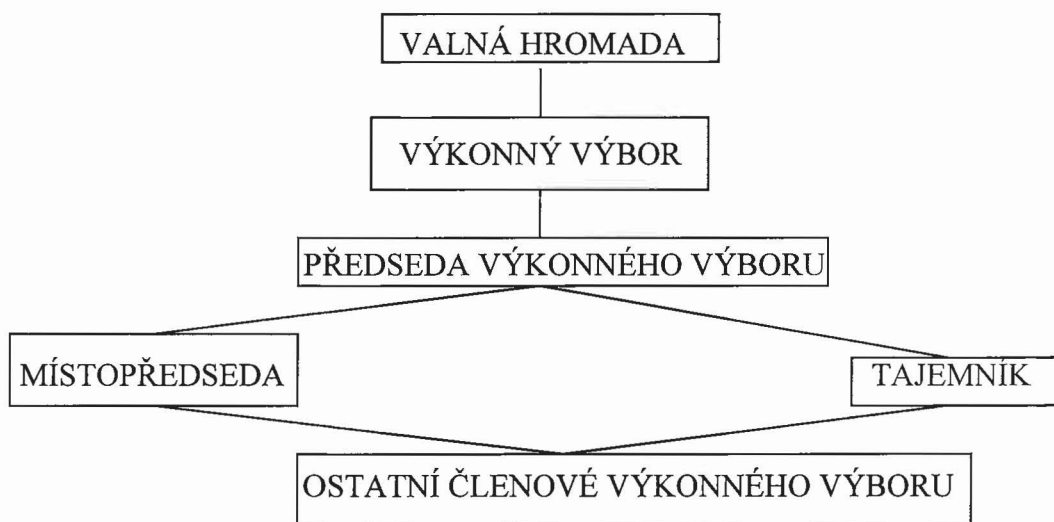 VALNÁ HROMADA
VÝKONNÝ VÝBOR
PŘEDSEDA VÝKONNÉHO VÝBORU
MÍSTOPŘEDSEDA
TAJEMNÍK
OSTATNÍ ČLENOVÉ VÝKONNÉHO VÝBORU